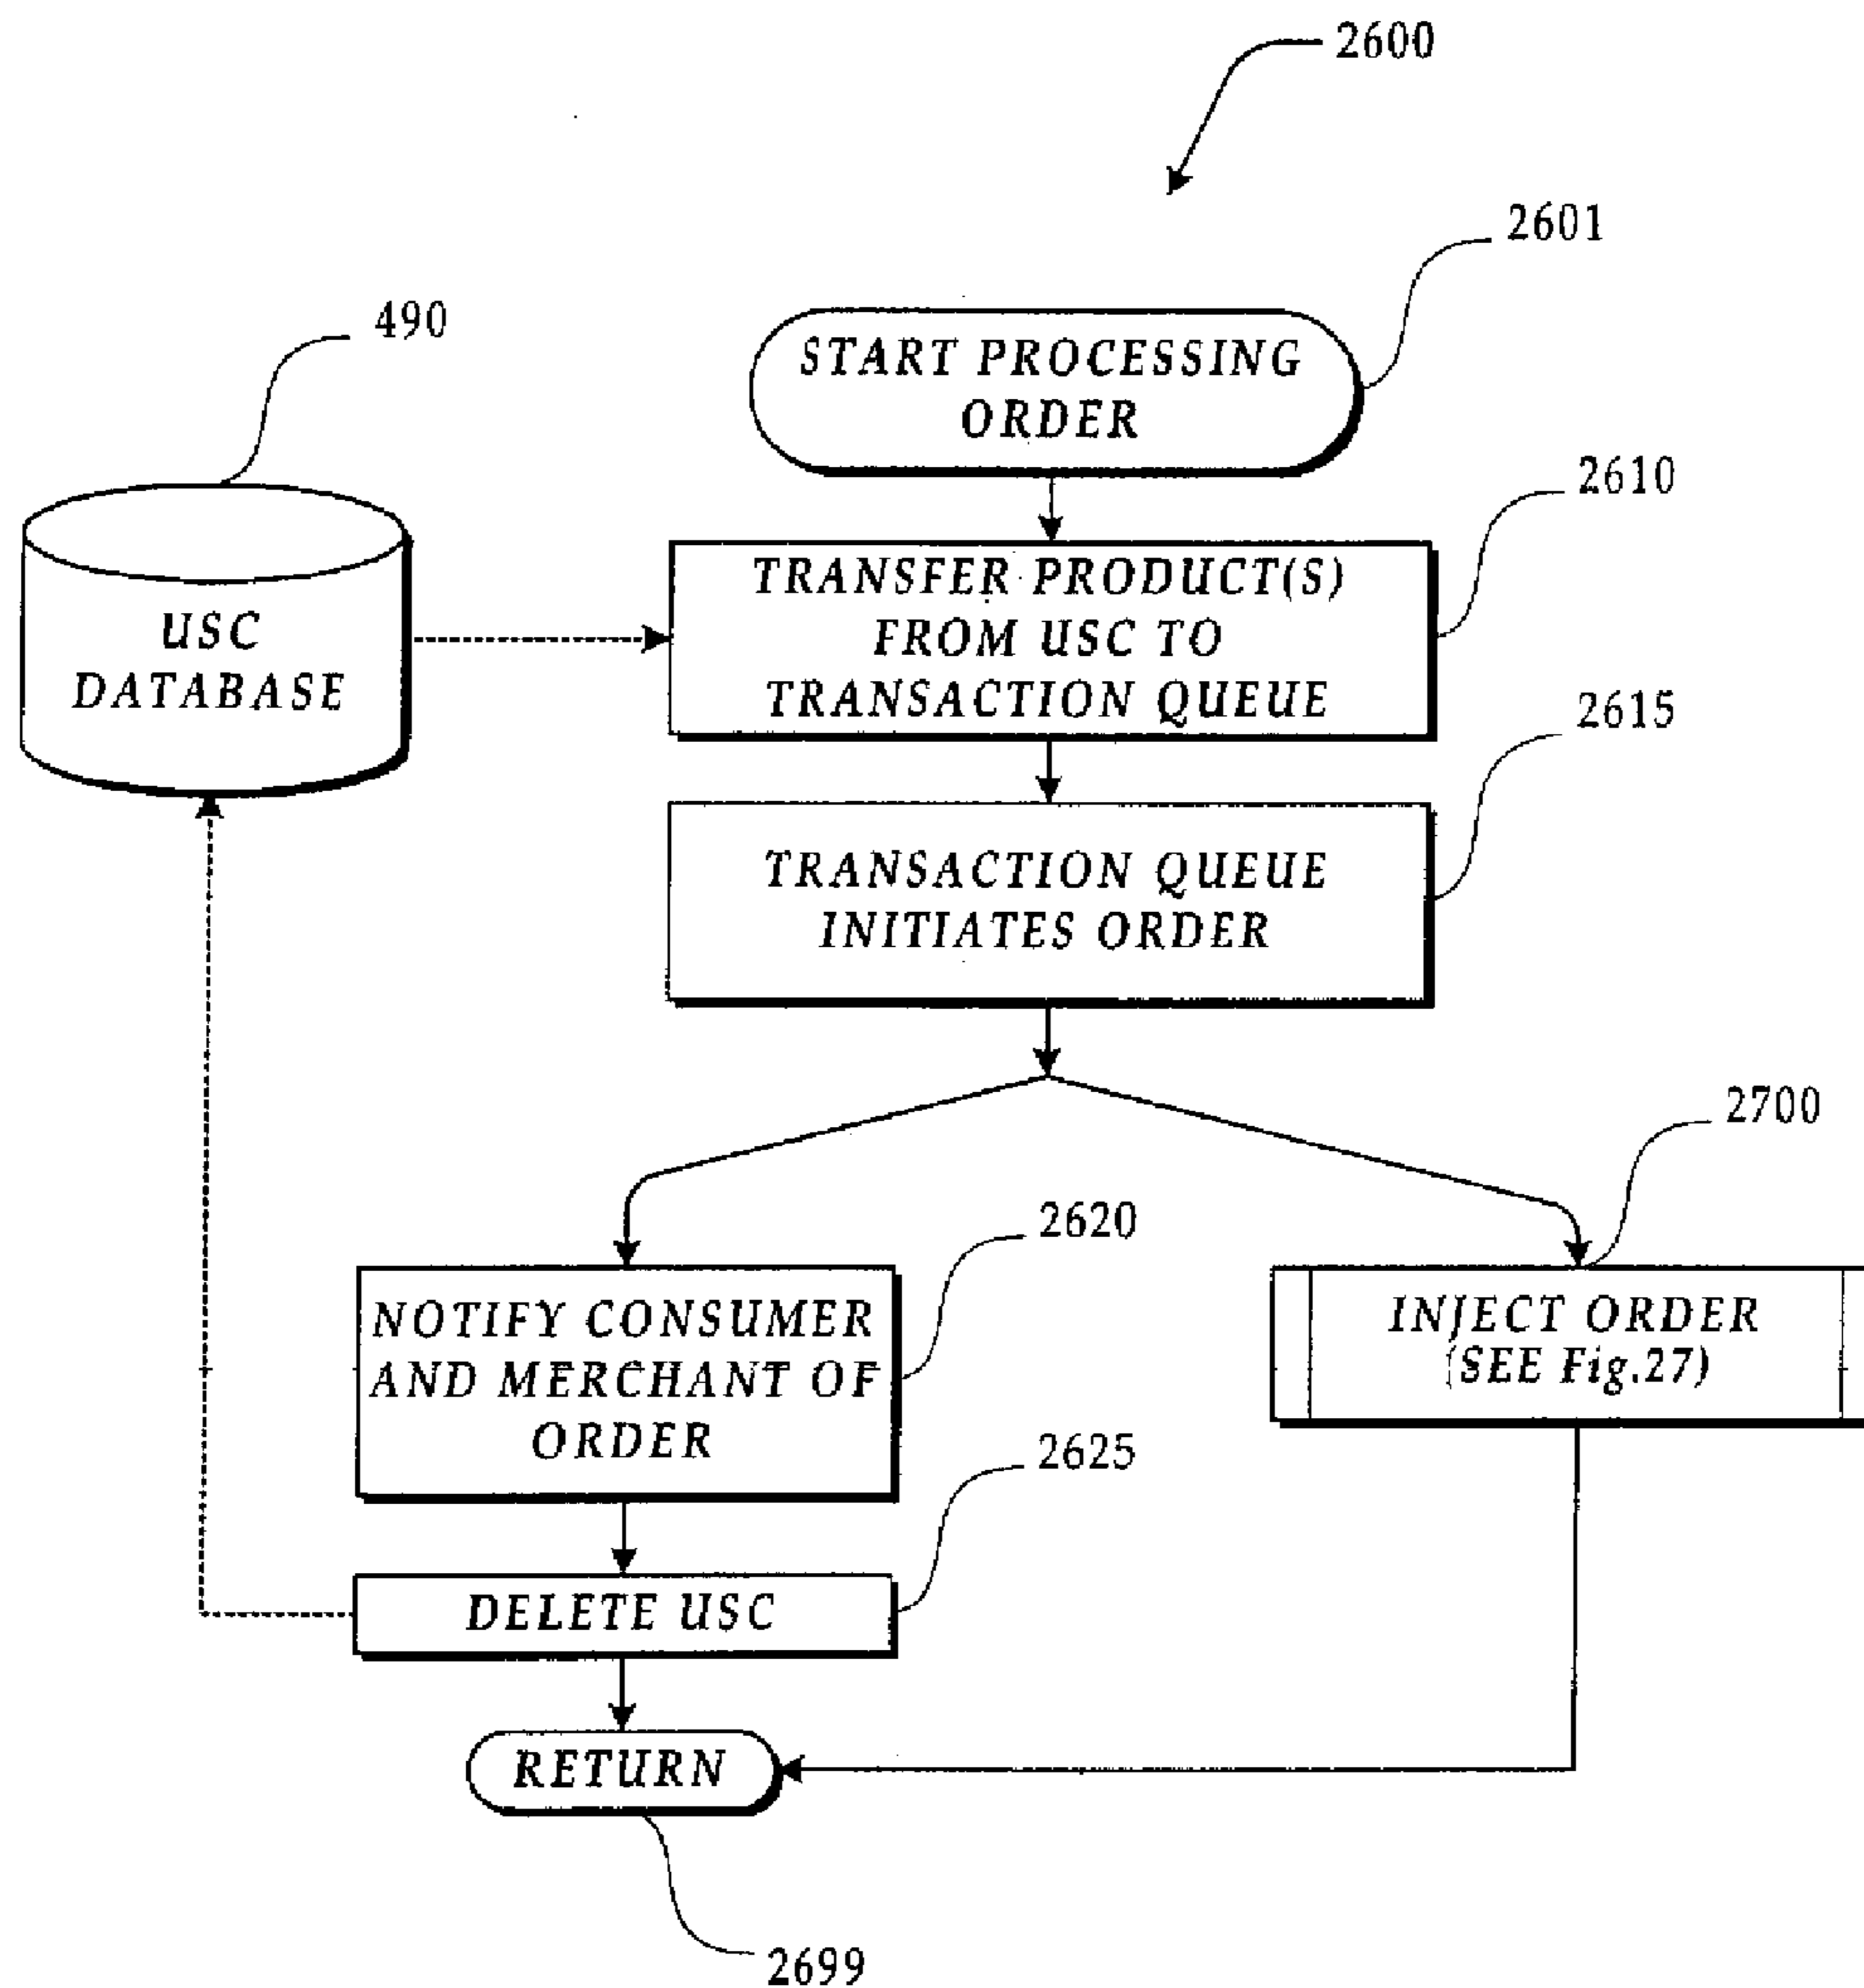 2600
2601
490
START PROCESSING
ORDER
2610
TRANSFER PRODUCT(S)
FROM USC TO
TRANSACTION QUEUE
USC
DATABASE
2615
TRANSACTION QUEUE
INITIATES ORDER
2700
2620
NOTIFY CONSUMER
AND MERCHANT OF
ORDER
INJECT ORDER
(SEE Fig.27)
2625
DELETE USC
RETURN
2699